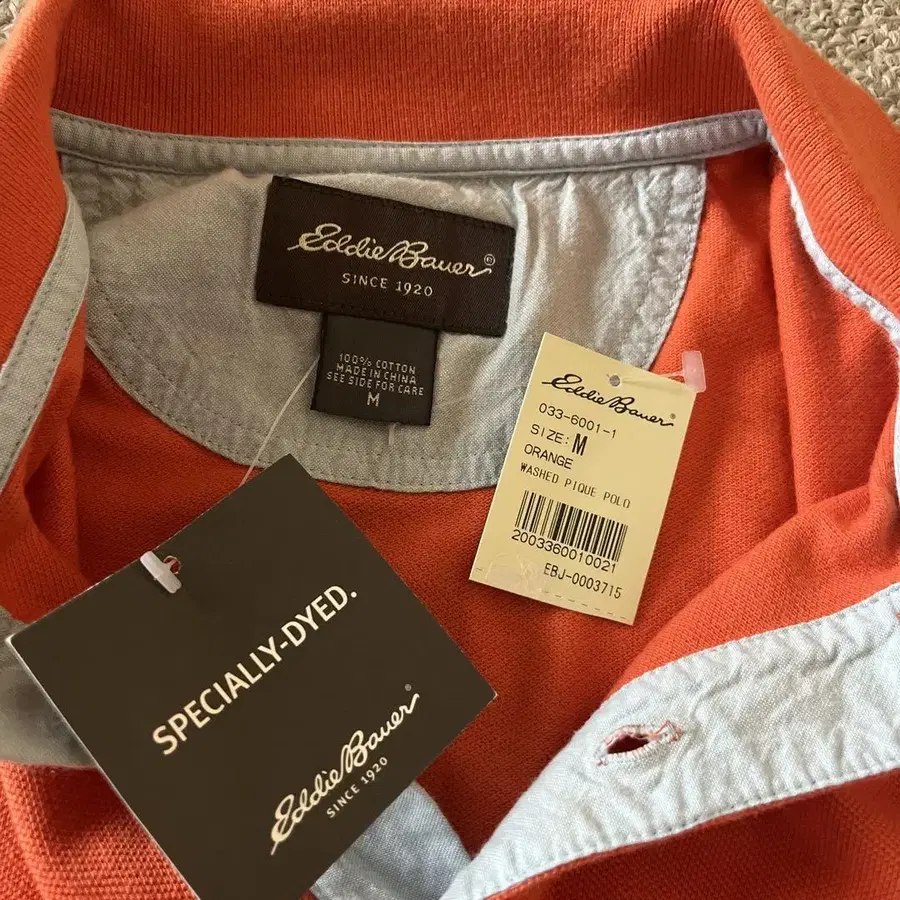 Eddie Bauer®
SINCE 1920
100% COTTON
MADE IN CHINA
SEE SIDE FOR CARE
M
Eddie Bauer®
033-6001-1
SIZE: M
ORANGE
WASHED PIQUE POLO
2003360010021
EBJ-0003715
SPECIALLY-DYED.
Eddie Bauer®
SINCE 1920